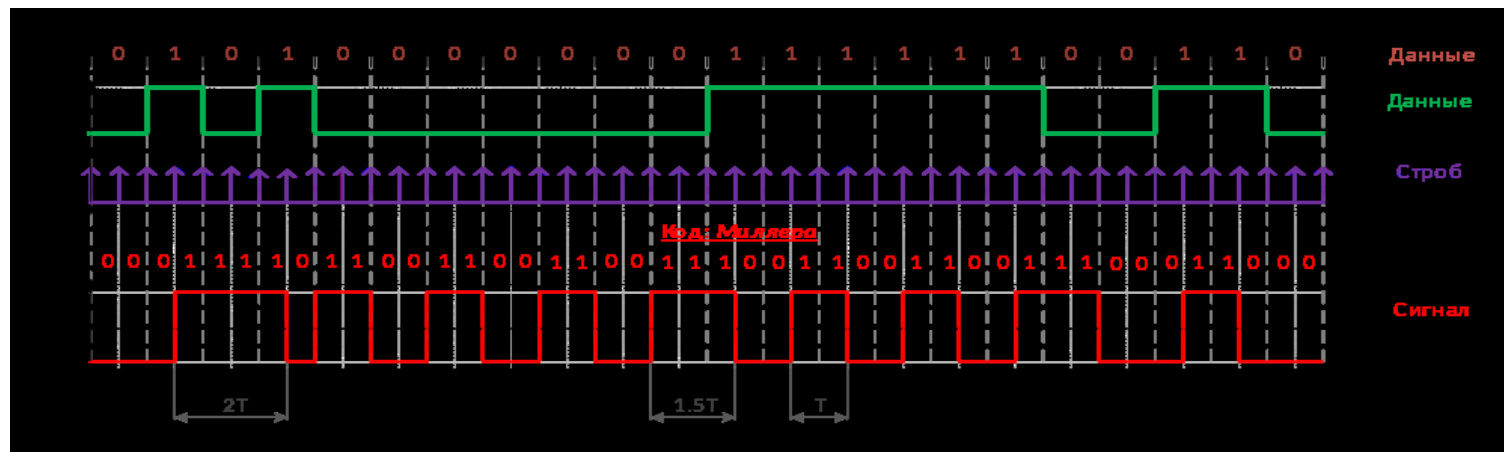 0 1 0 1 0 0 0 0 0 0 0 1 1 1 1 1 1 0 0 1 1 0 Данные
Данные
Строб
Код: Миллера
0 0 0 1 1 1 1 0 1 1 0 0 1 1 0 0 1 1 0 0 1 1 1 0 0 1 1 0 0 1 1 0 0 1 1 1 0 0 0 1 1 0 0 0
Сигнал
2T 1.5T T